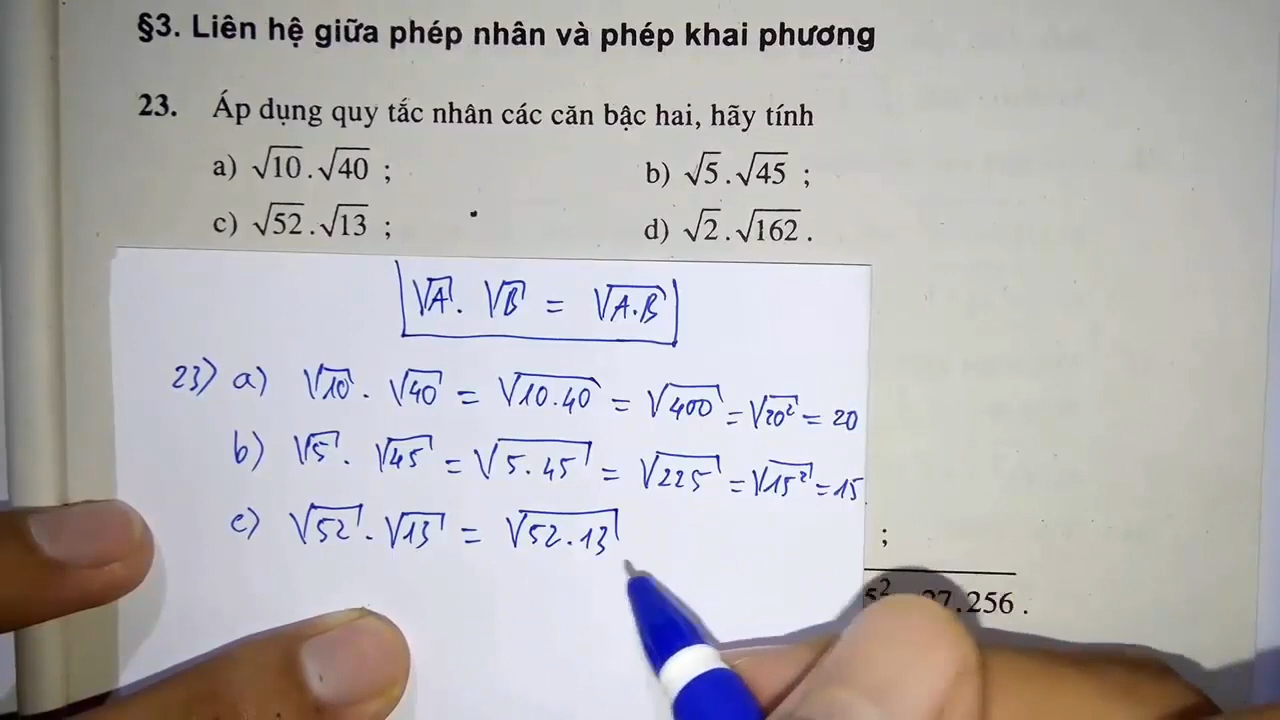 §3. Liên hệ giữa phép nhân và phép khai phương
23. Áp dụng quy tắc nhân các căn bậc hai, hãy tính
a) √10.√40 ; b) √5.√45 ;
c) √52.√13 ; d) √2.√162.
√A . √B = √A.B
23) a) √10 . √40 = √10.40 = √400 = √20² = 20
b) √5 . √45 = √5.45 = √225 = √15² = 15
c) √52 . √13 = √52.13
;
5² 27.256.